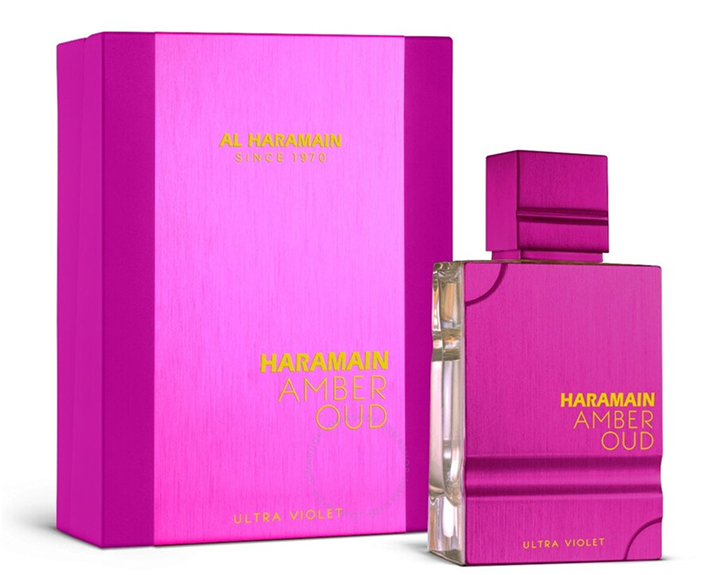 AL HARAMAIN
SINCE 1970
HARAMAIN
AMBER
OUD
ULTRA VIOLET
HARAMAIN
AMBER
OUD
ULTRA VIOLET